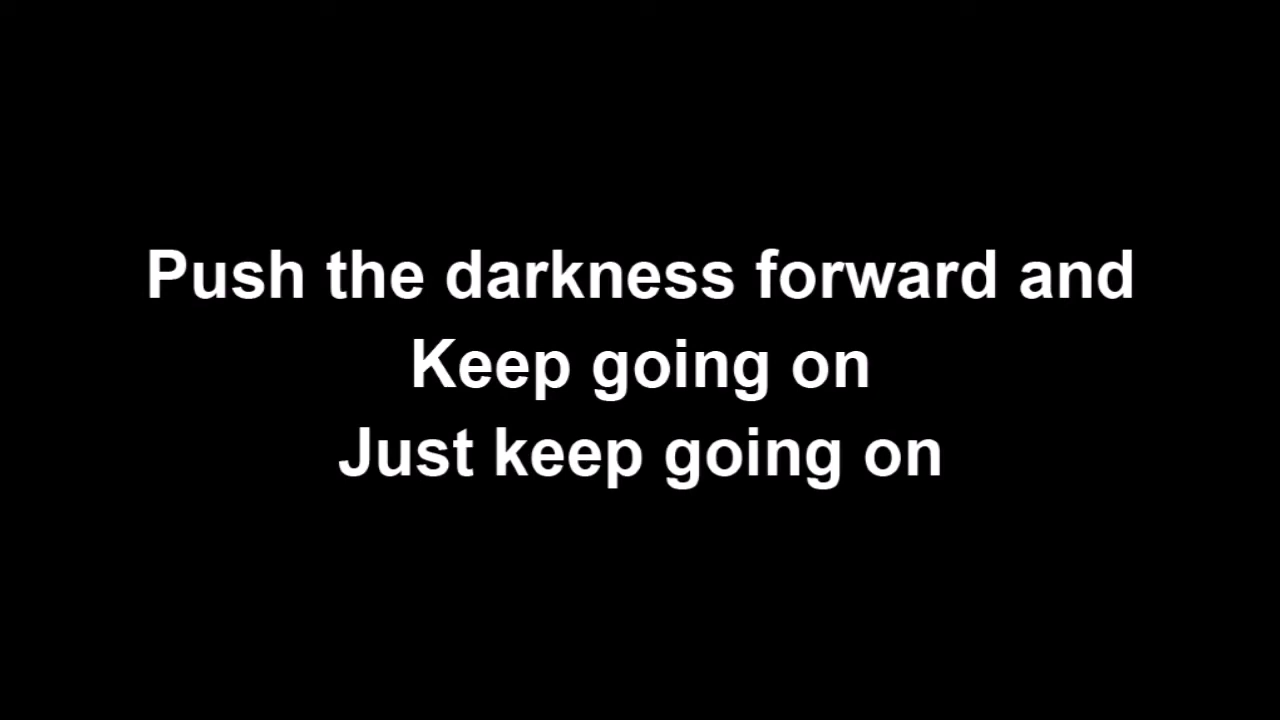 Push the darkness forward and
Keep going on
Just keep going on